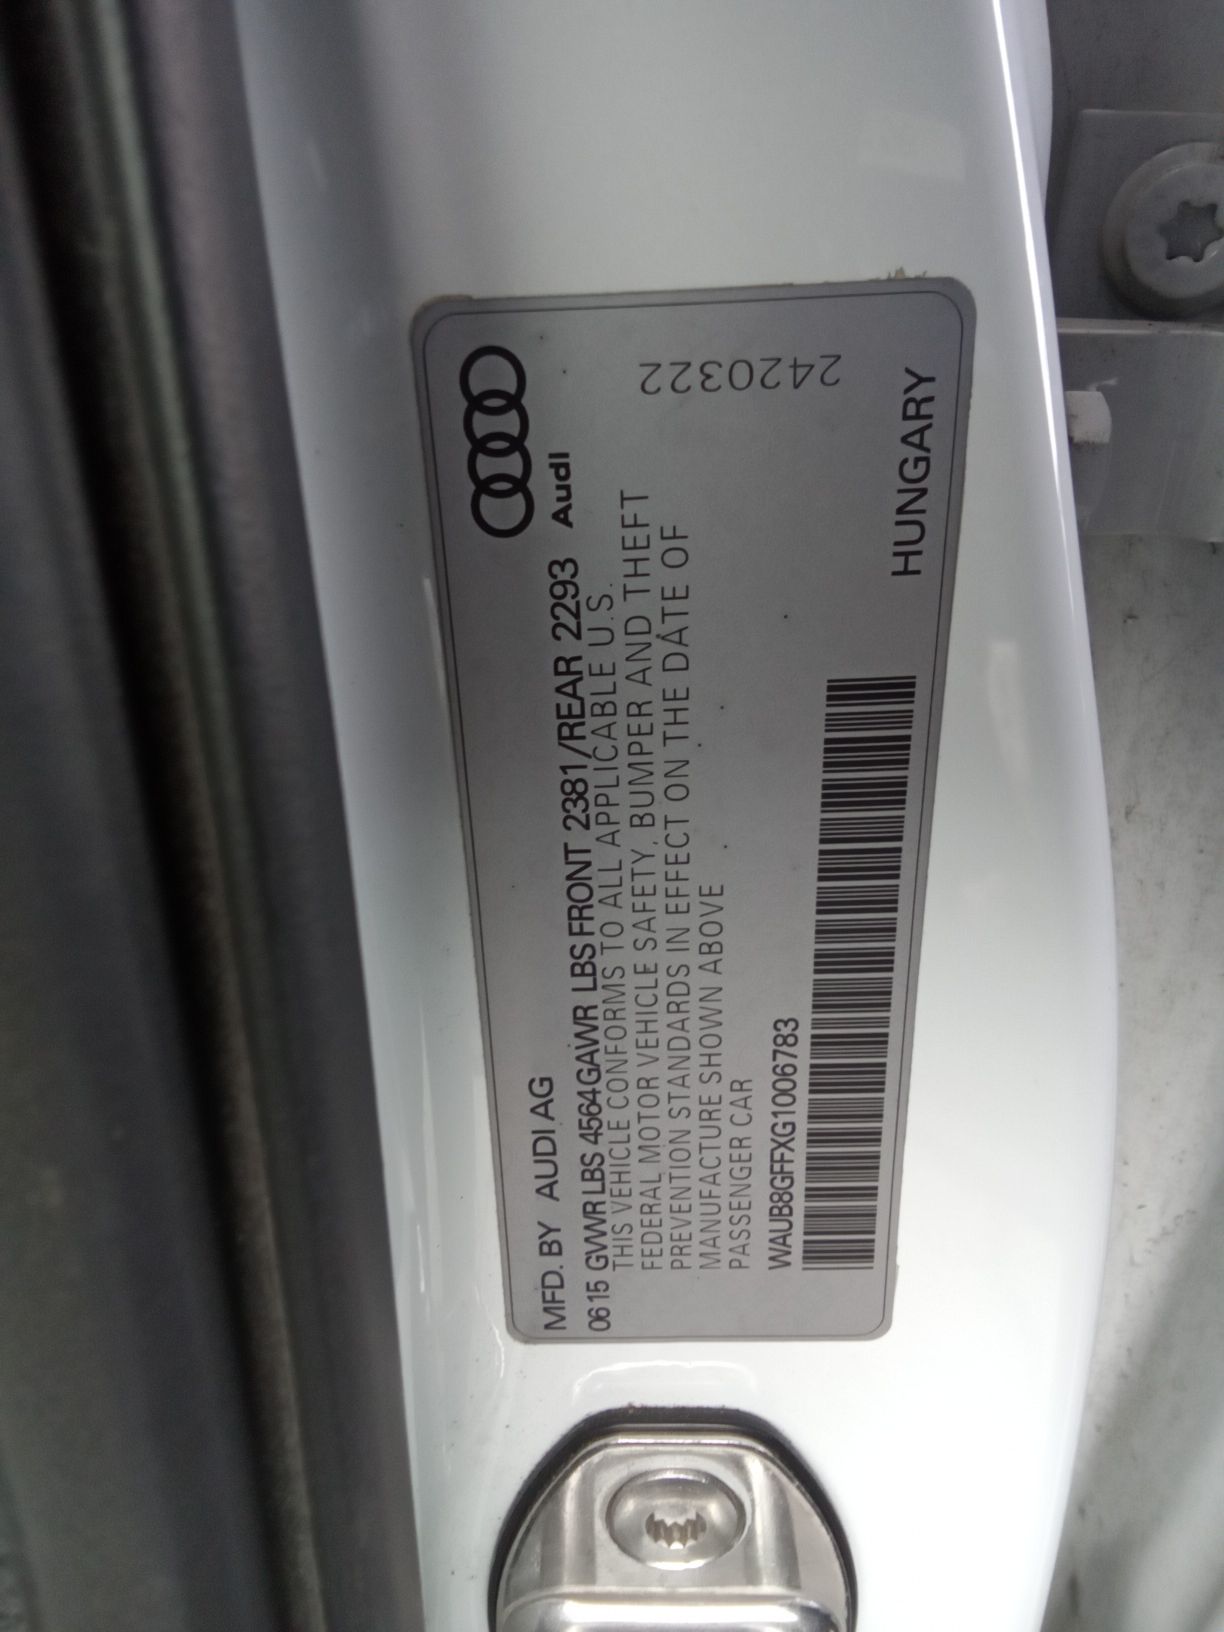 Audi
MFD. BY AUDI AG
0615 GVWR LBS 4564 GAWR LBS FRONT 2381/REAR 2293
THIS VEHICLE CONFORMS TO ALL APPLICABLE U.S.
FEDERAL MOTOR VEHICLE SAFETY, BUMPER AND THEFT
PREVENTION STANDARDS IN EFFECT ON THE DATE OF
MANUFACTURE SHOWN ABOVE
PASSENGER CAR
WAUB8GFFXG1006783
HUNGARY
2420322